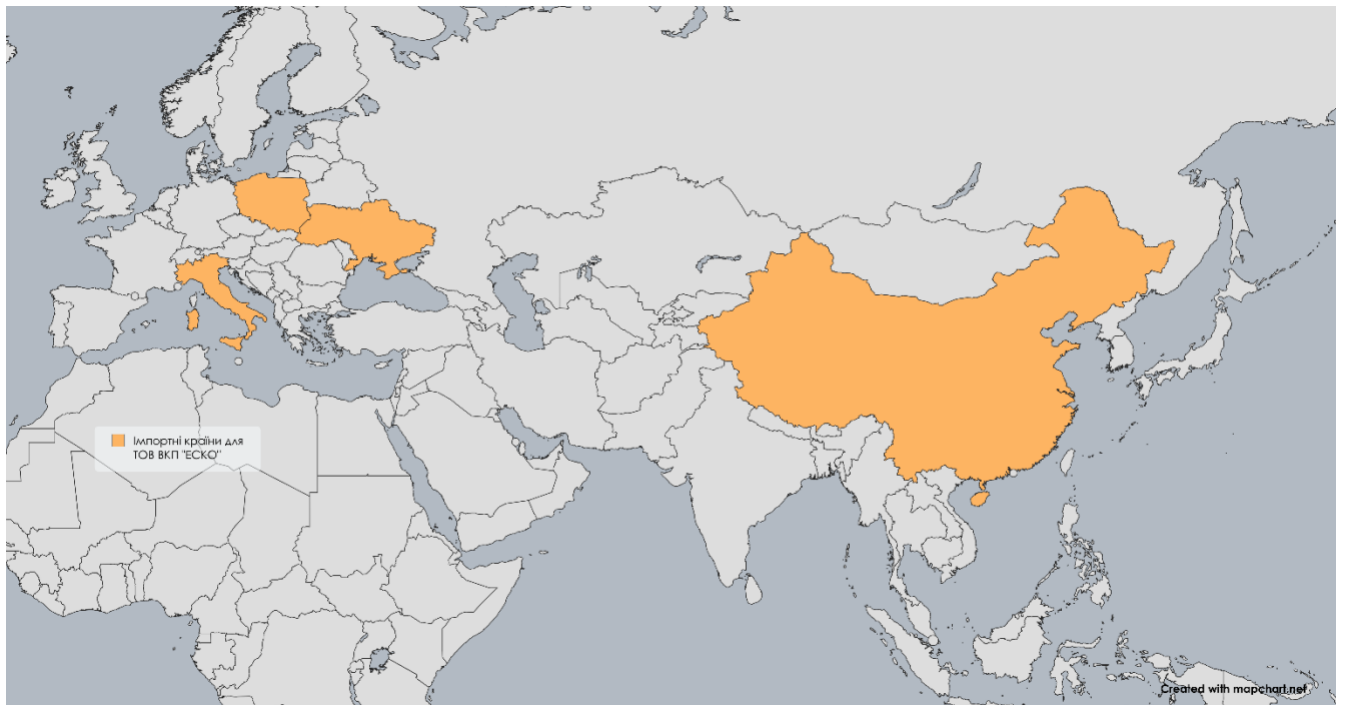 Імпортні країни для
ТОВ ВКП "ЕСКО"
Created with mapchart.net